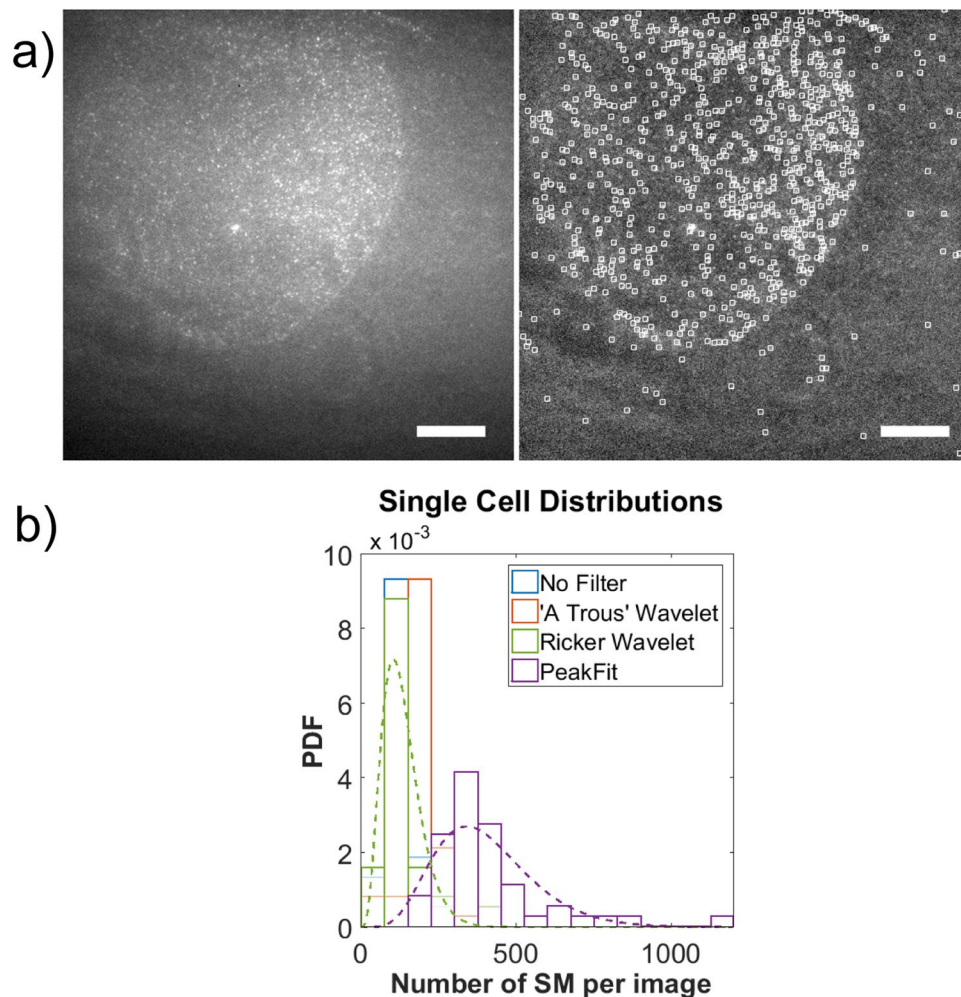 a)
b)
Single Cell Distributions
x 10-3
10
8
6
4
2
0
PDF
No Filter
'A Trous' Wavelet
Ricker Wavelet
PeakFit
0
500
1000
Number of SM per image